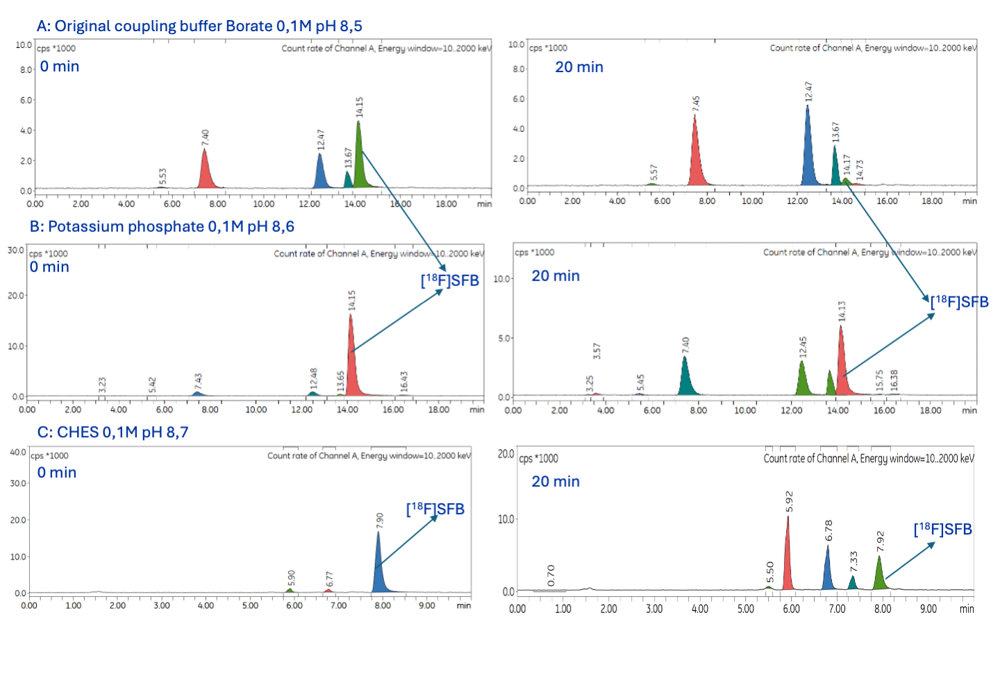 A: Original coupling buffer Borate 0,1M pH 8,5
10.0 cps *1000 Count rate of Channel A, Energy window=10..2000 keV
0 min
8.0
6.0
4.0
2.0
0.0
5.53
7.40
12.47
13.67
14.15
0.00 2.00 4.00 6.00 8.00 10.00 12.00 14.00 16.00 18.00 min
10.0 cps *1000 Count rate of Channel A, Energy window=10..2000 keV
20 min
8.0
6.0
4.0
2.0
0.0
5.57
7.45
12.47
13.67
14.17
14.73
0.00 2.00 4.00 6.00 8.00 10.00 12.00 14.00 16.00 18.00 min
B: Potassium phosphate 0,1M pH 8,6
30.0 cps *1000 Count rate of Channel A, Energy window=10..2000 keV
0 min
[¹⁸F]SFB
20.0
10.0
0.0
3.23
5.42
7.43
12.48
13.65
14.15
16.43
0.00 2.00 4.00 6.00 8.00 10.00 12.00 14.00 16.00 18.00 min
cps *1000 Count rate of Channel A, Energy window=10..2000 keV
20 min
[¹⁸F]SFB
10.0
5.0
0.0
3.25
3.57
5.45
7.40
12.45
14.13
15.75
16.38
0.00 2.00 4.00 6.00 8.00 10.00 12.00 14.00 16.00 18.00 min
C: CHES 0,1M pH 8,7
40.0 cps *1000 Count rate of Channel A, Energy window=10..2000 keV
0 min
[¹⁸F]SFB
30.0
20.0
10.0
0.0
5.90
6.77
7.90
0.00 1.00 2.00 3.00 4.00 5.00 6.00 7.00 8.00 9.00 min
20.0 cps *1000 Count rate of Channel A, Energy window=10..2000 keV
20 min
[¹⁸F]SFB
10.0
0.0
0.70
5.50
5.92
6.78
7.33
7.92
0.00 1.00 2.00 3.00 4.00 5.00 6.00 7.00 8.00 9.00 min